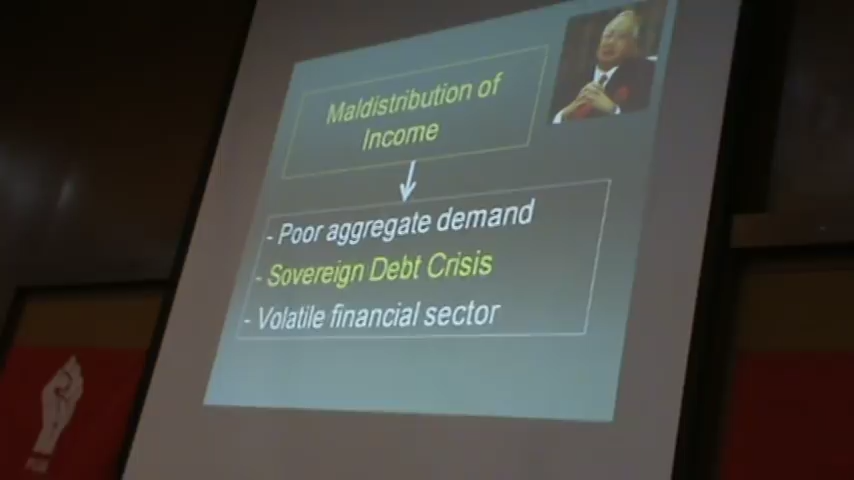 Maldistribution of
Income
- Poor aggregate demand
- Sovereign Debt Crisis
- Volatile financial sector